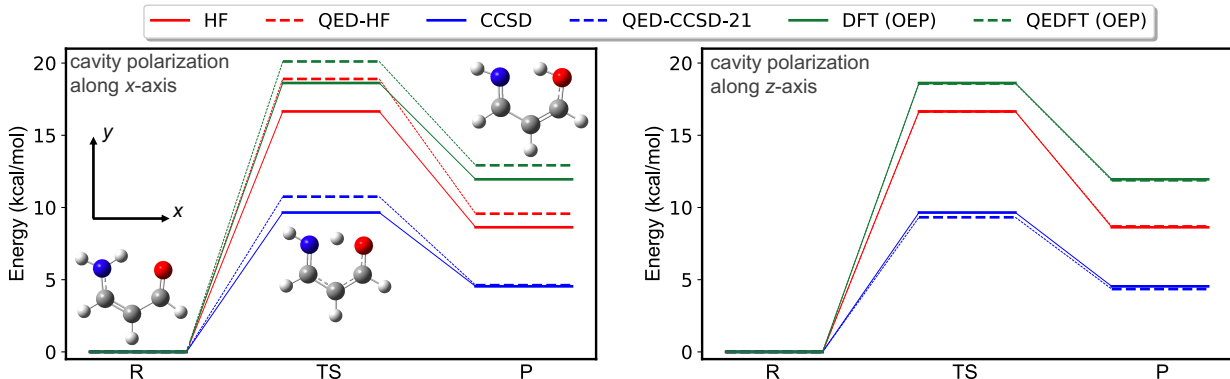 HF QED-HF CCSD QED-CCSD-21 DFT (OEP) QEDFT (OEP)
cavity polarization
along x-axis
y
x
Energy (kcal/mol)
20
15
10
5
0
R TS P
cavity polarization
along z-axis
Energy (kcal/mol)
20
15
10
5
0
R TS P